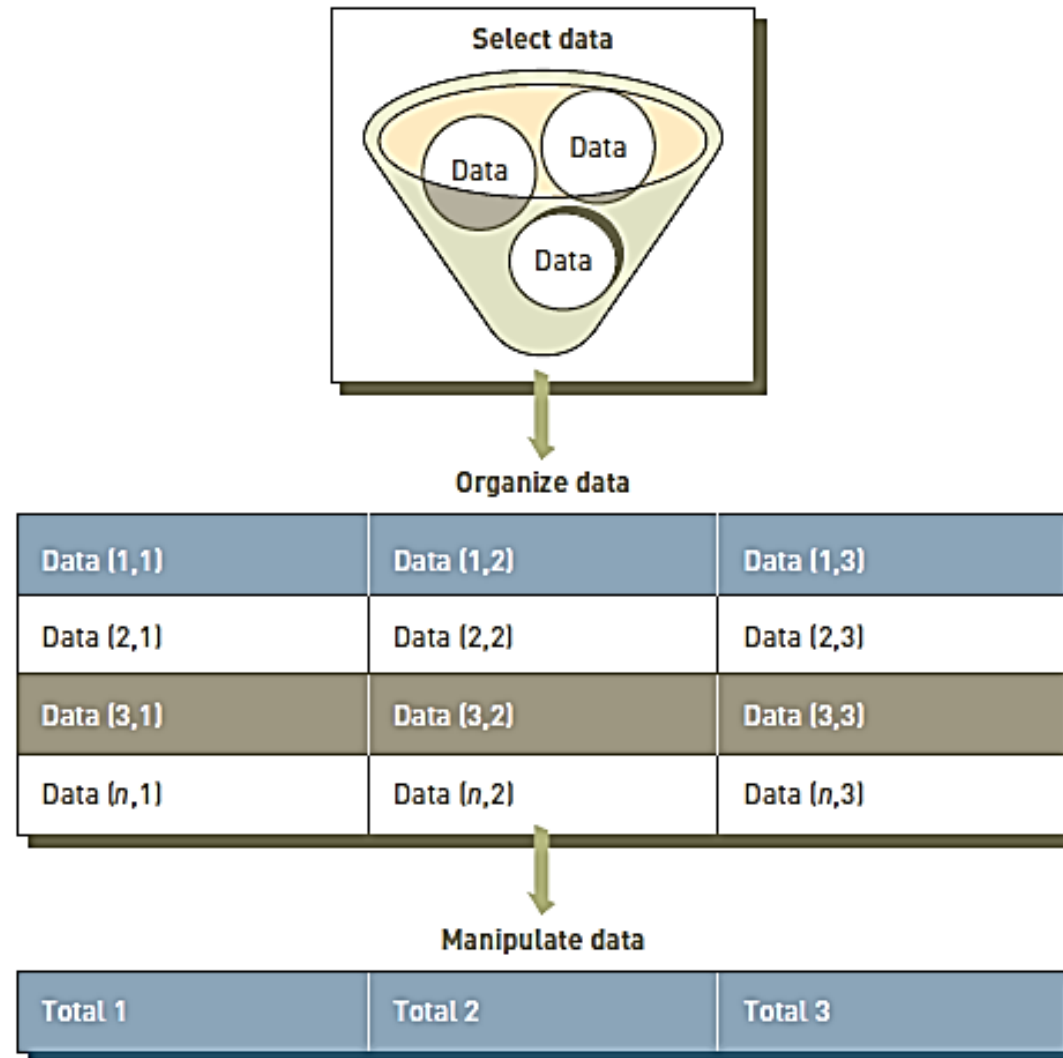 Select data
Data
Data
Data
Organize data
Data (1,1) Data (1,2) Data (1,3)
Data (2,1) Data (2,2) Data (2,3)
Data (3,1) Data (3,2) Data (3,3)
Data (n,1) Data (n,2) Data (n,3)
Manipulate data
Total 1 Total 2 Total 3